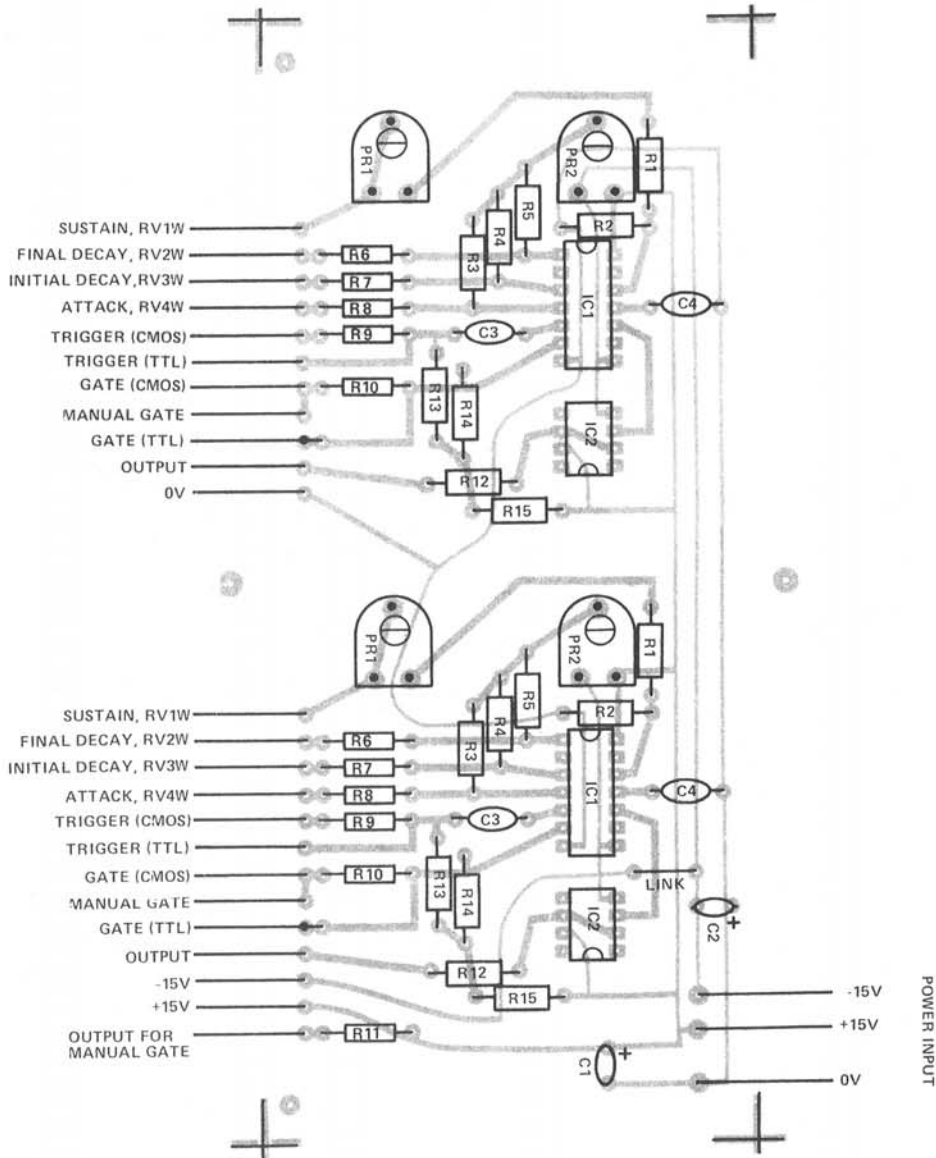 PR1
PR2
R1
R5
R4
R3
R2
SUSTAIN, RV1W
FINAL DECAY, RV2W
R6
INITIAL DECAY, RV3W
R7
ATTACK, RV4W
R8
IC1
C4
TRIGGER (CMOS)
R9
C3
TRIGGER (TTL)
GATE (CMOS)
R10
R13
R14
MANUAL GATE
GATE (TTL)
IC2
OUTPUT
R12
0V
R15
PR1
PR2
R1
R5
R4
R3
R2
SUSTAIN, RV1W
FINAL DECAY, RV2W
R6
INITIAL DECAY, RV3W
R7
ATTACK, RV4W
R8
IC1
C4
TRIGGER (CMOS)
R9
C3
TRIGGER (TTL)
GATE (CMOS)
R10
R13
R14
LINK
MANUAL GATE
GATE (TTL)
IC2
C2
+
OUTPUT
R12
-15V
R15
-15V
+15V
+15V
OUTPUT FOR
MANUAL GATE
R11
C1
+
0V
POWER INPUT